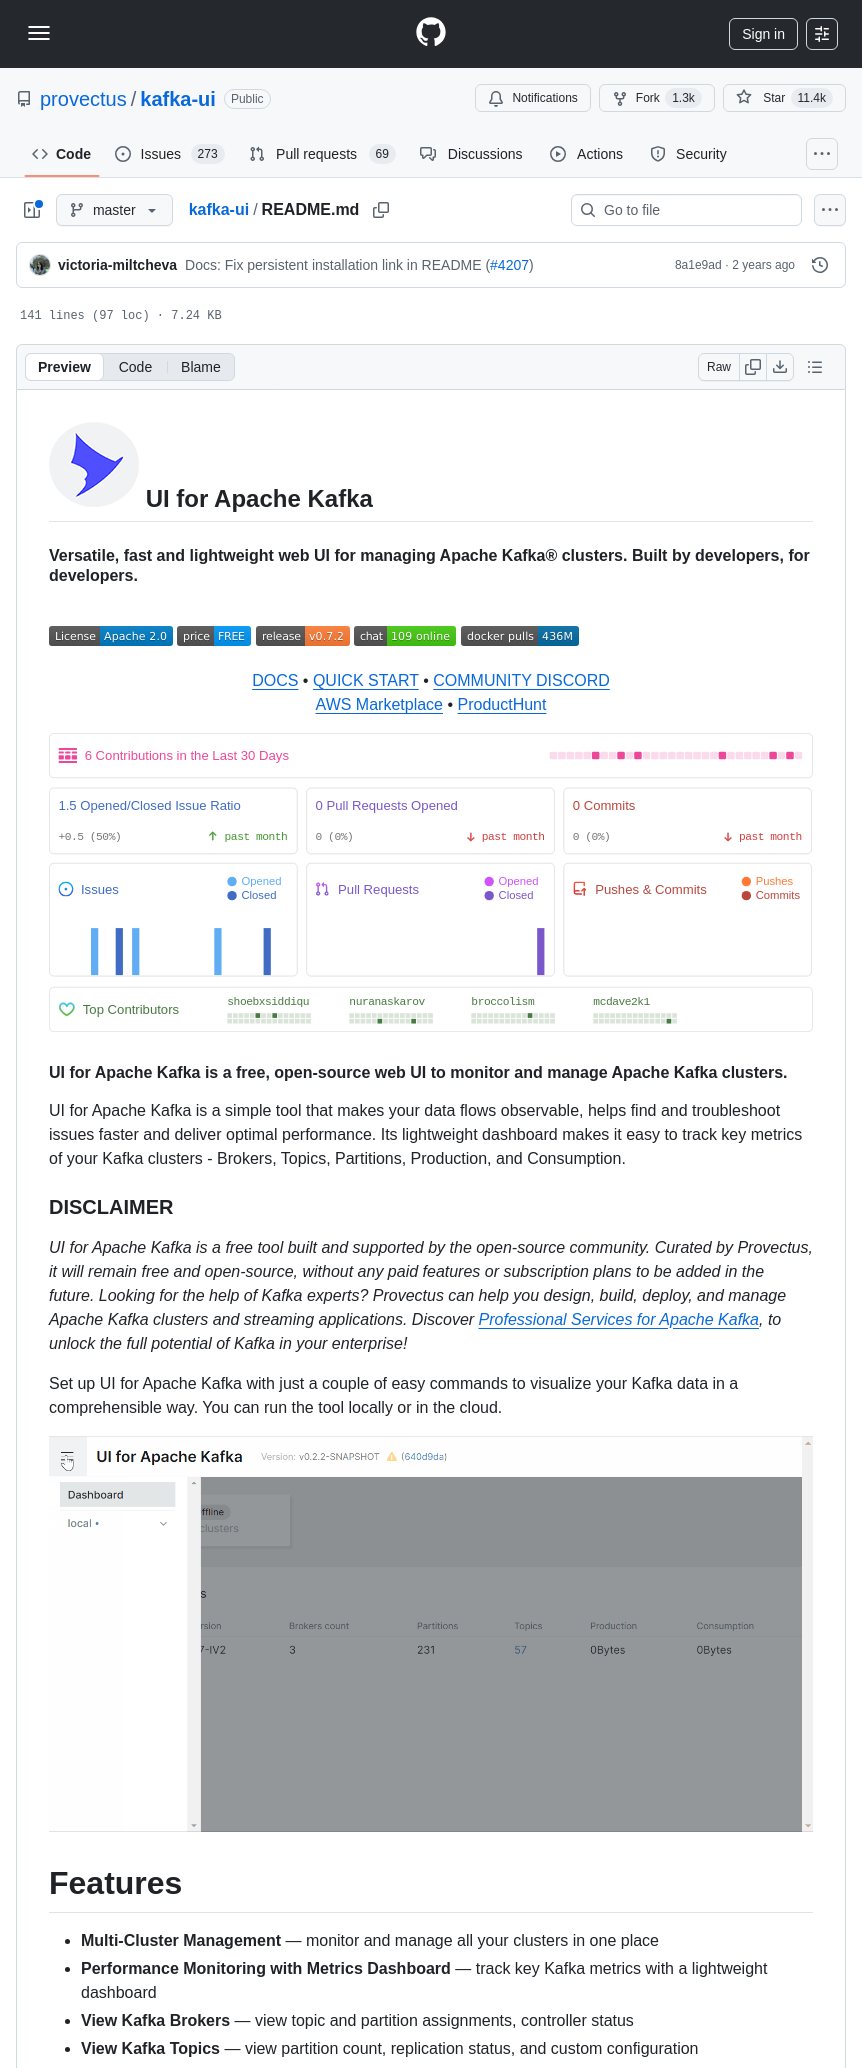 Sign in
provectus / kafka-ui Public
Notifications Fork 1.3k Star 11.4k
Code Issues 273 Pull requests 69 Discussions Actions Security
master kafka-ui / README.md Go to file
victoria-miltcheva Docs: Fix persistent installation link in README (#4207) 8a1e9ad · 2 years ago
141 lines (97 loc) · 7.24 KB
Preview Code Blame Raw
UI for Apache Kafka
Versatile, fast and lightweight web UI for managing Apache Kafka® clusters. Built by developers, for
developers.
License Apache 2.0 price FREE release v0.7.2 chat 109 online docker pulls 436M
DOCS • QUICK START • COMMUNITY DISCORD
AWS Marketplace • ProductHunt
6 Contributions in the Last 30 Days
1.5 Opened/Closed Issue Ratio
+0.5 (50%) ↑ past month
0 Pull Requests Opened
0 (0%) ↓ past month
0 Commits
0 (0%) ↓ past month
Issues
Opened
Closed
Pull Requests
Opened
Closed
Pushes & Commits
Pushes
Commits
Top Contributors
shoebxsiddiqu nuranaskarov broccolism mcdave2k1
UI for Apache Kafka is a free, open-source web UI to monitor and manage Apache Kafka clusters.
UI for Apache Kafka is a simple tool that makes your data flows observable, helps find and troubleshoot
issues faster and deliver optimal performance. Its lightweight dashboard makes it easy to track key metrics
of your Kafka clusters - Brokers, Topics, Partitions, Production, and Consumption.
DISCLAIMER
UI for Apache Kafka is a free tool built and supported by the open-source community. Curated by Provectus,
it will remain free and open-source, without any paid features or subscription plans to be added in the
future. Looking for the help of Kafka experts? Provectus can help you design, build, deploy, and manage
Apache Kafka clusters and streaming applications. Discover Professional Services for Apache Kafka, to
unlock the full potential of Kafka in your enterprise!
Set up UI for Apache Kafka with just a couple of easy commands to visualize your Kafka data in a
comprehensible way. You can run the tool locally or in the cloud.
UI for Apache Kafka Version: v0.2.2-SNAPSHOT (640d9da)
Dashboard
local •
ffline
clusters
s
rsion Brokers count Partitions Topics Production Consumption
7-IV2 3 231 57 0Bytes 0Bytes
Features
• Multi-Cluster Management — monitor and manage all your clusters in one place
• Performance Monitoring with Metrics Dashboard — track key Kafka metrics with a lightweight
dashboard
• View Kafka Brokers — view topic and partition assignments, controller status
• View Kafka Topics — view partition count, replication status, and custom configuration